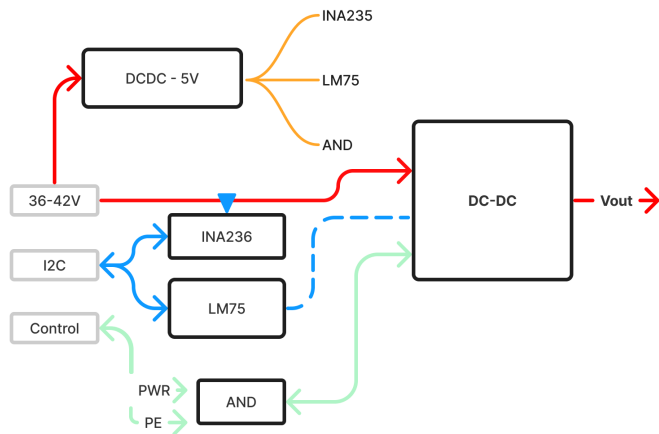 INA235
DCDC - 5V
LM75
AND
36-42V
DC-DC
Vout
INA236
I2C
LM75
Control
PWR
AND
PE